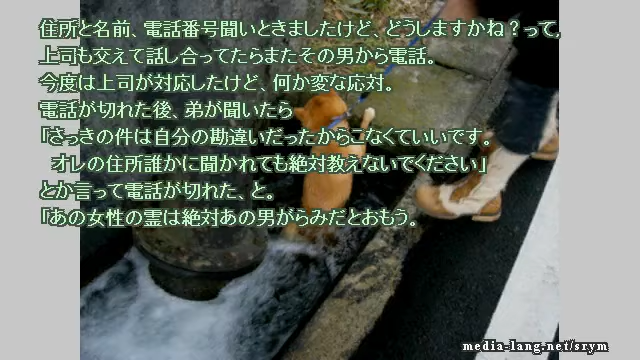 住所と名前、電話番号聞いときましたけど、どうしますかね？って,
上司も交えて話し合ってたらまたその男から電話。
今度は上司が対応したけど、何か変な応対。
電話が切れた後、弟が聞いたら
「さっきの件は自分の勘違いだったからこなくていいです。
オレの住所誰かに聞かれても絶対教えないでください」
とか言って電話が切れた、と。
「あの女性の霊は絶対あの男がらみだとおもう。
media-lang.net/srym